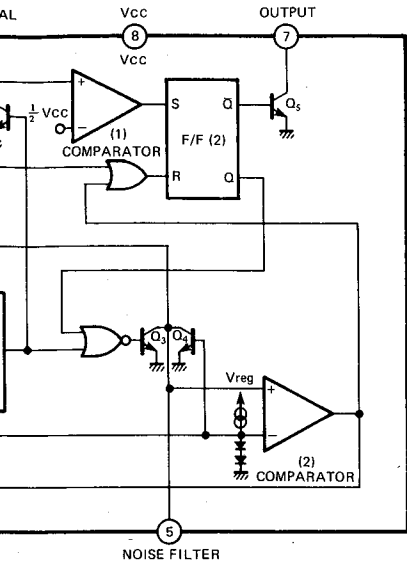 AL
Vcc
OUTPUT
8
7
Vcc
+
S
Q̄
Q5
½ Vcc
−
F/F (2)
(1)
COMPARATOR
R
Q
Q3
Q4
Vreg
+
−
(2)
COMPARATOR
5
NOISE FILTER